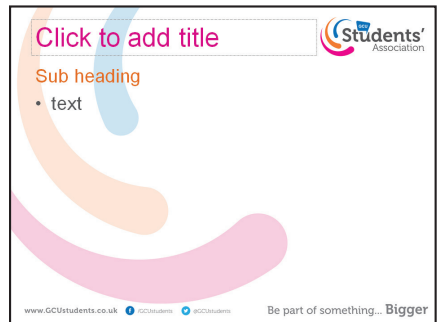 Click to add title
GCU
Students'
Association
Sub heading
• text
www.GCUstudents.co.uk /GCUstudents @GCUstudents
Be part of something... Bigger